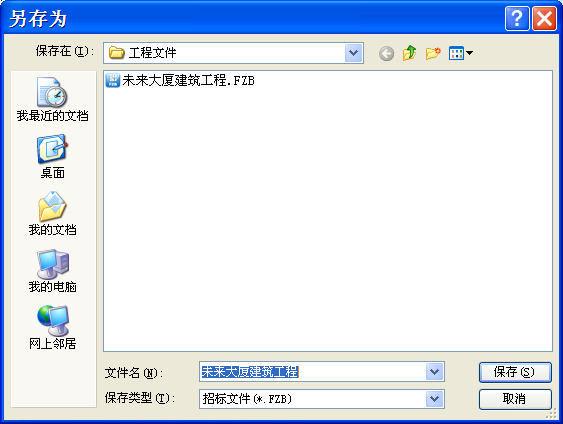 另存为
保存在(I):
工程文件
未来大厦建筑工程.FZB
我最近的文档
桌面
我的文档
我的电脑
网上邻居
文件名(N):
未来大厦建筑工程
保存(S)
保存类型(T):
招标文件(*.FZB)
取消